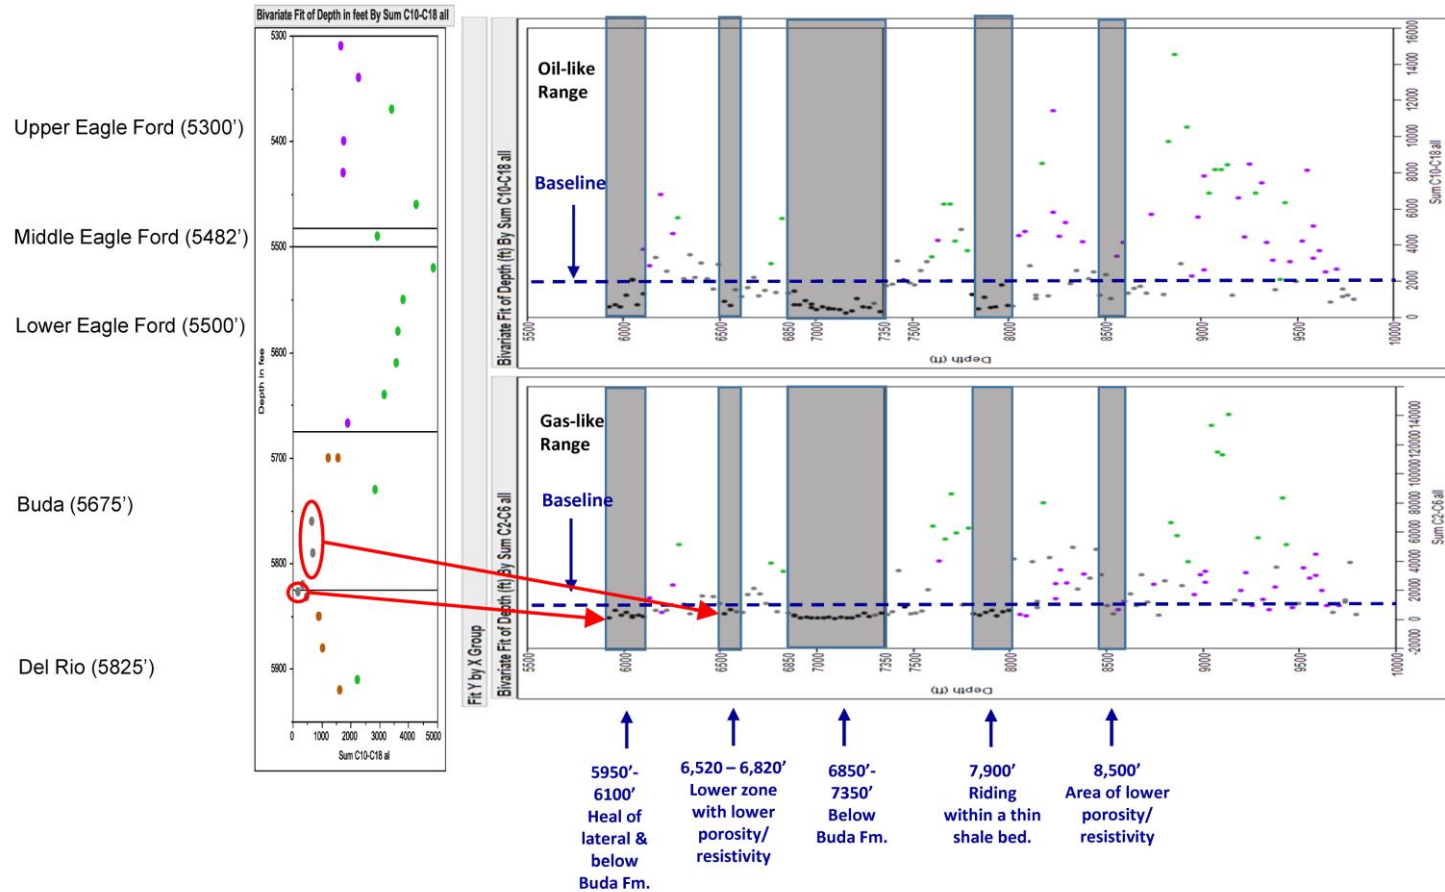 Bivariate Fit of Depth in feet By Sum C10-C18 all
Upper Eagle Ford (5300’)
Middle Eagle Ford (5482’)
Lower Eagle Ford (5500’)
Buda (5675’)
Del Rio (5825’)
5300
5400
5500
5600
5700
5800
5900
Depth in fee
0 1000 2000 3000 4000 5000
Sum C10-C18 al
Fit Y by X Group
Bivariate Fit of Depth (ft) By Sum C10-C18 all
Oil-like
Range
Baseline
16000
14000
12000
10000
8000
6000
4000
2000
0
Sum C10-C18 all
5500 6000 6500 6850 7000 7500 8000 8500 9000 9500 10000
Depth (ft)
Bivariate Fit of Depth (ft) By Sum C2-C6 all
Gas-like
Range
Baseline
140000
120000
100000
80000
60000
40000
20000
0
-20000
Sum C2-C6 all
5500 6000 6500 6850 7000 7350 7500 8000 8500 9000 9500 10000
Depth (ft)
5950’-
6100’
Heal of
lateral &
below
Buda Fm.
6,520 – 6,820’
Lower zone
with lower
porosity/
resistivity
6850’-
7350’
Below
Buda Fm.
7,900’
Riding
within a thin
shale bed.
8,500’
Area of lower
porosity/
resistivity